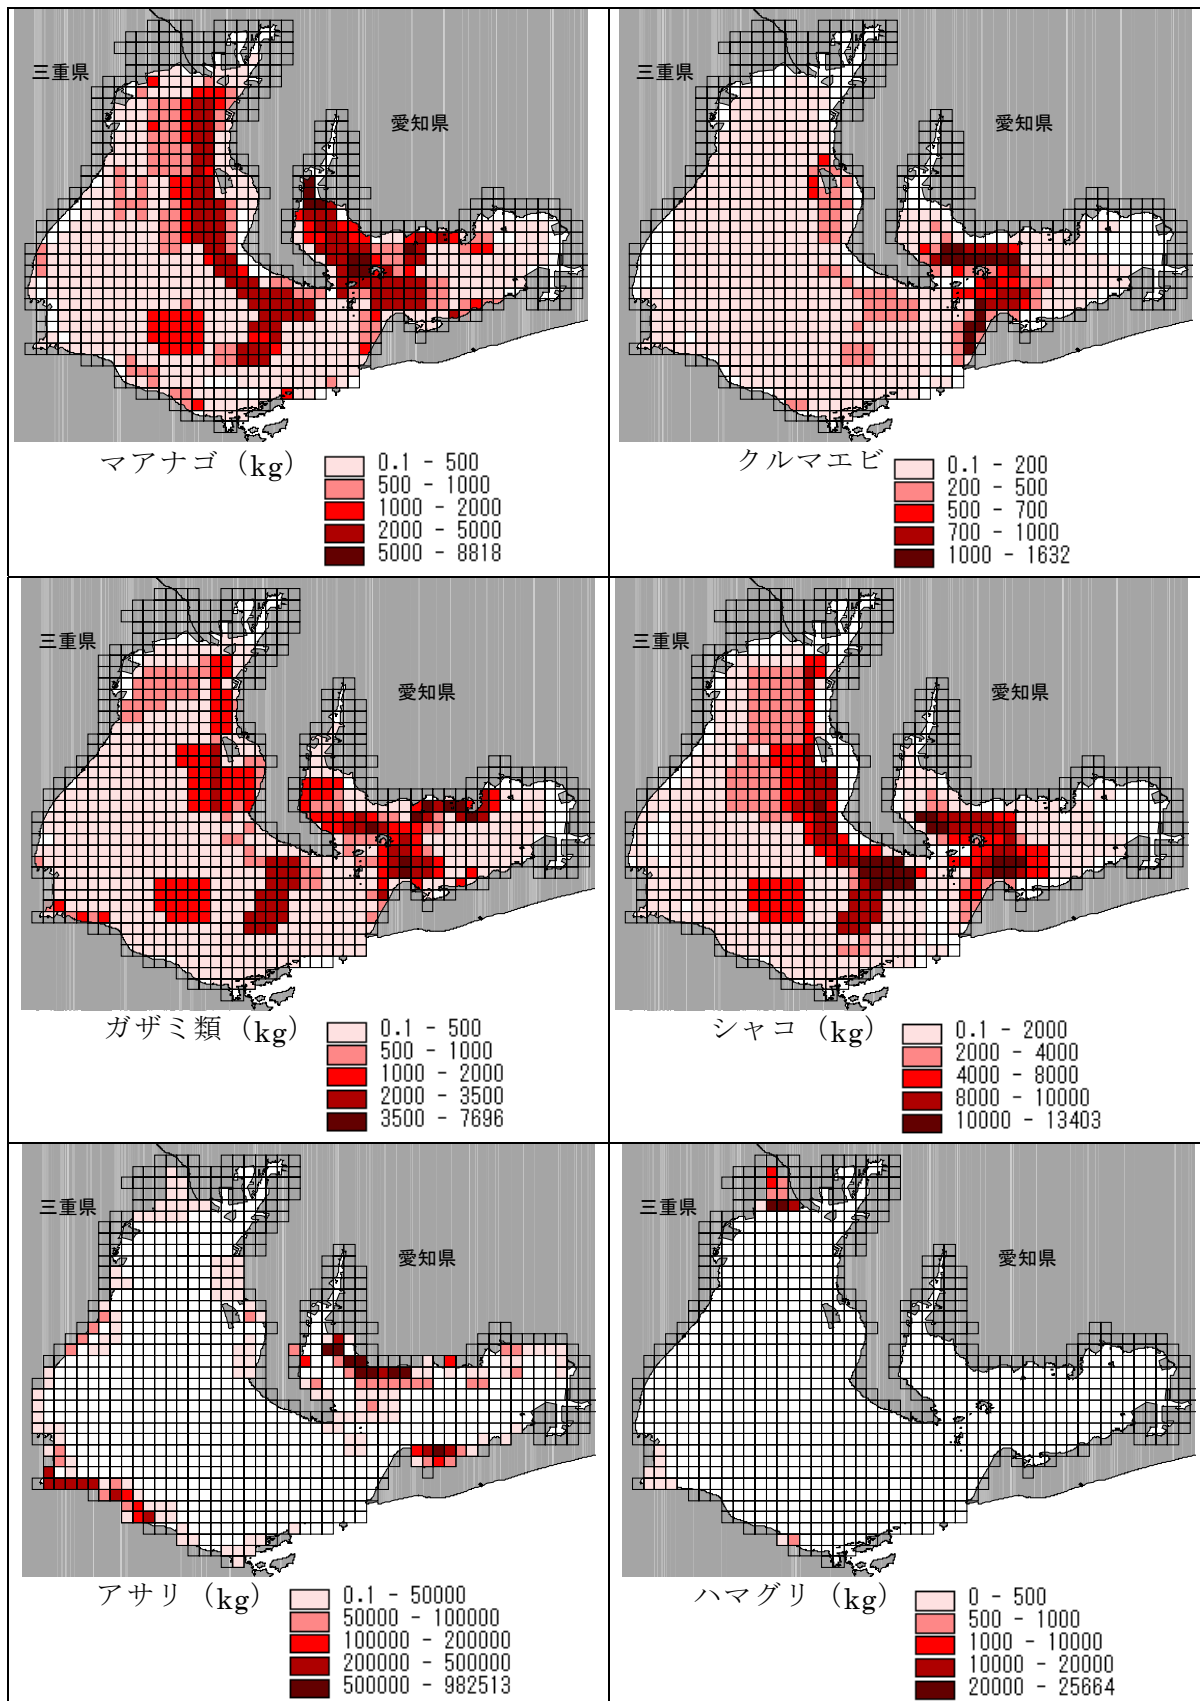 三重県
愛知県
マアナゴ（kg）
0.1 - 500
500 - 1000
1000 - 2000
2000 - 5000
5000 - 8818
三重県
愛知県
クルマエビ
0.1 - 200
200 - 500
500 - 700
700 - 1000
1000 - 1632
三重県
愛知県
ガザミ類（kg）
0.1 - 500
500 - 1000
1000 - 2000
2000 - 3500
3500 - 7696
三重県
愛知県
シャコ（kg）
0.1 - 2000
2000 - 4000
4000 - 8000
8000 - 10000
10000 - 13403
三重県
愛知県
アサリ（kg）
0.1 - 50000
50000 - 100000
100000 - 200000
200000 - 500000
500000 - 982513
三重県
愛知県
ハマグリ（kg）
0 - 500
500 - 1000
1000 - 10000
10000 - 20000
20000 - 25664